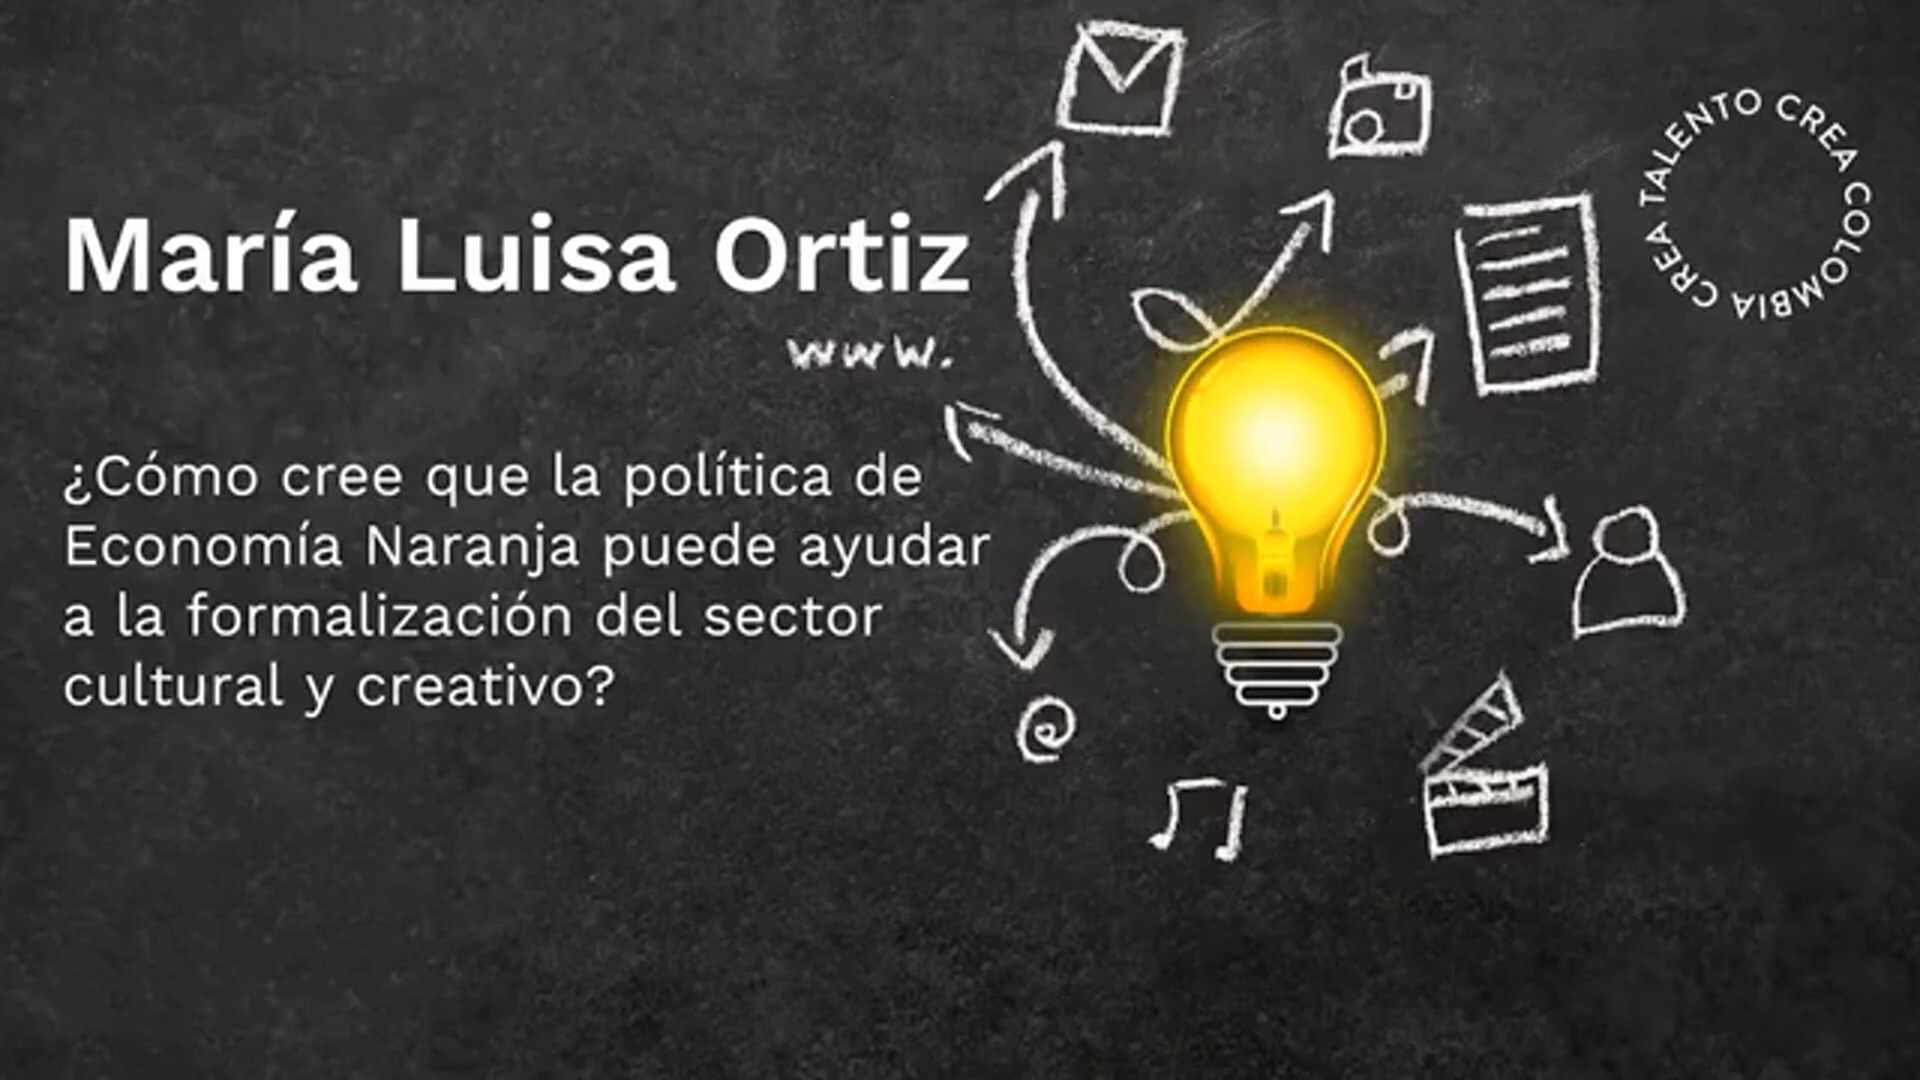 María Luisa Ortiz
www.
¿Cómo cree que la política de
Economía Naranja puede ayudar
a la formalización del sector
cultural y creativo?
@
CREA TALENTO CREA COLOMBIA